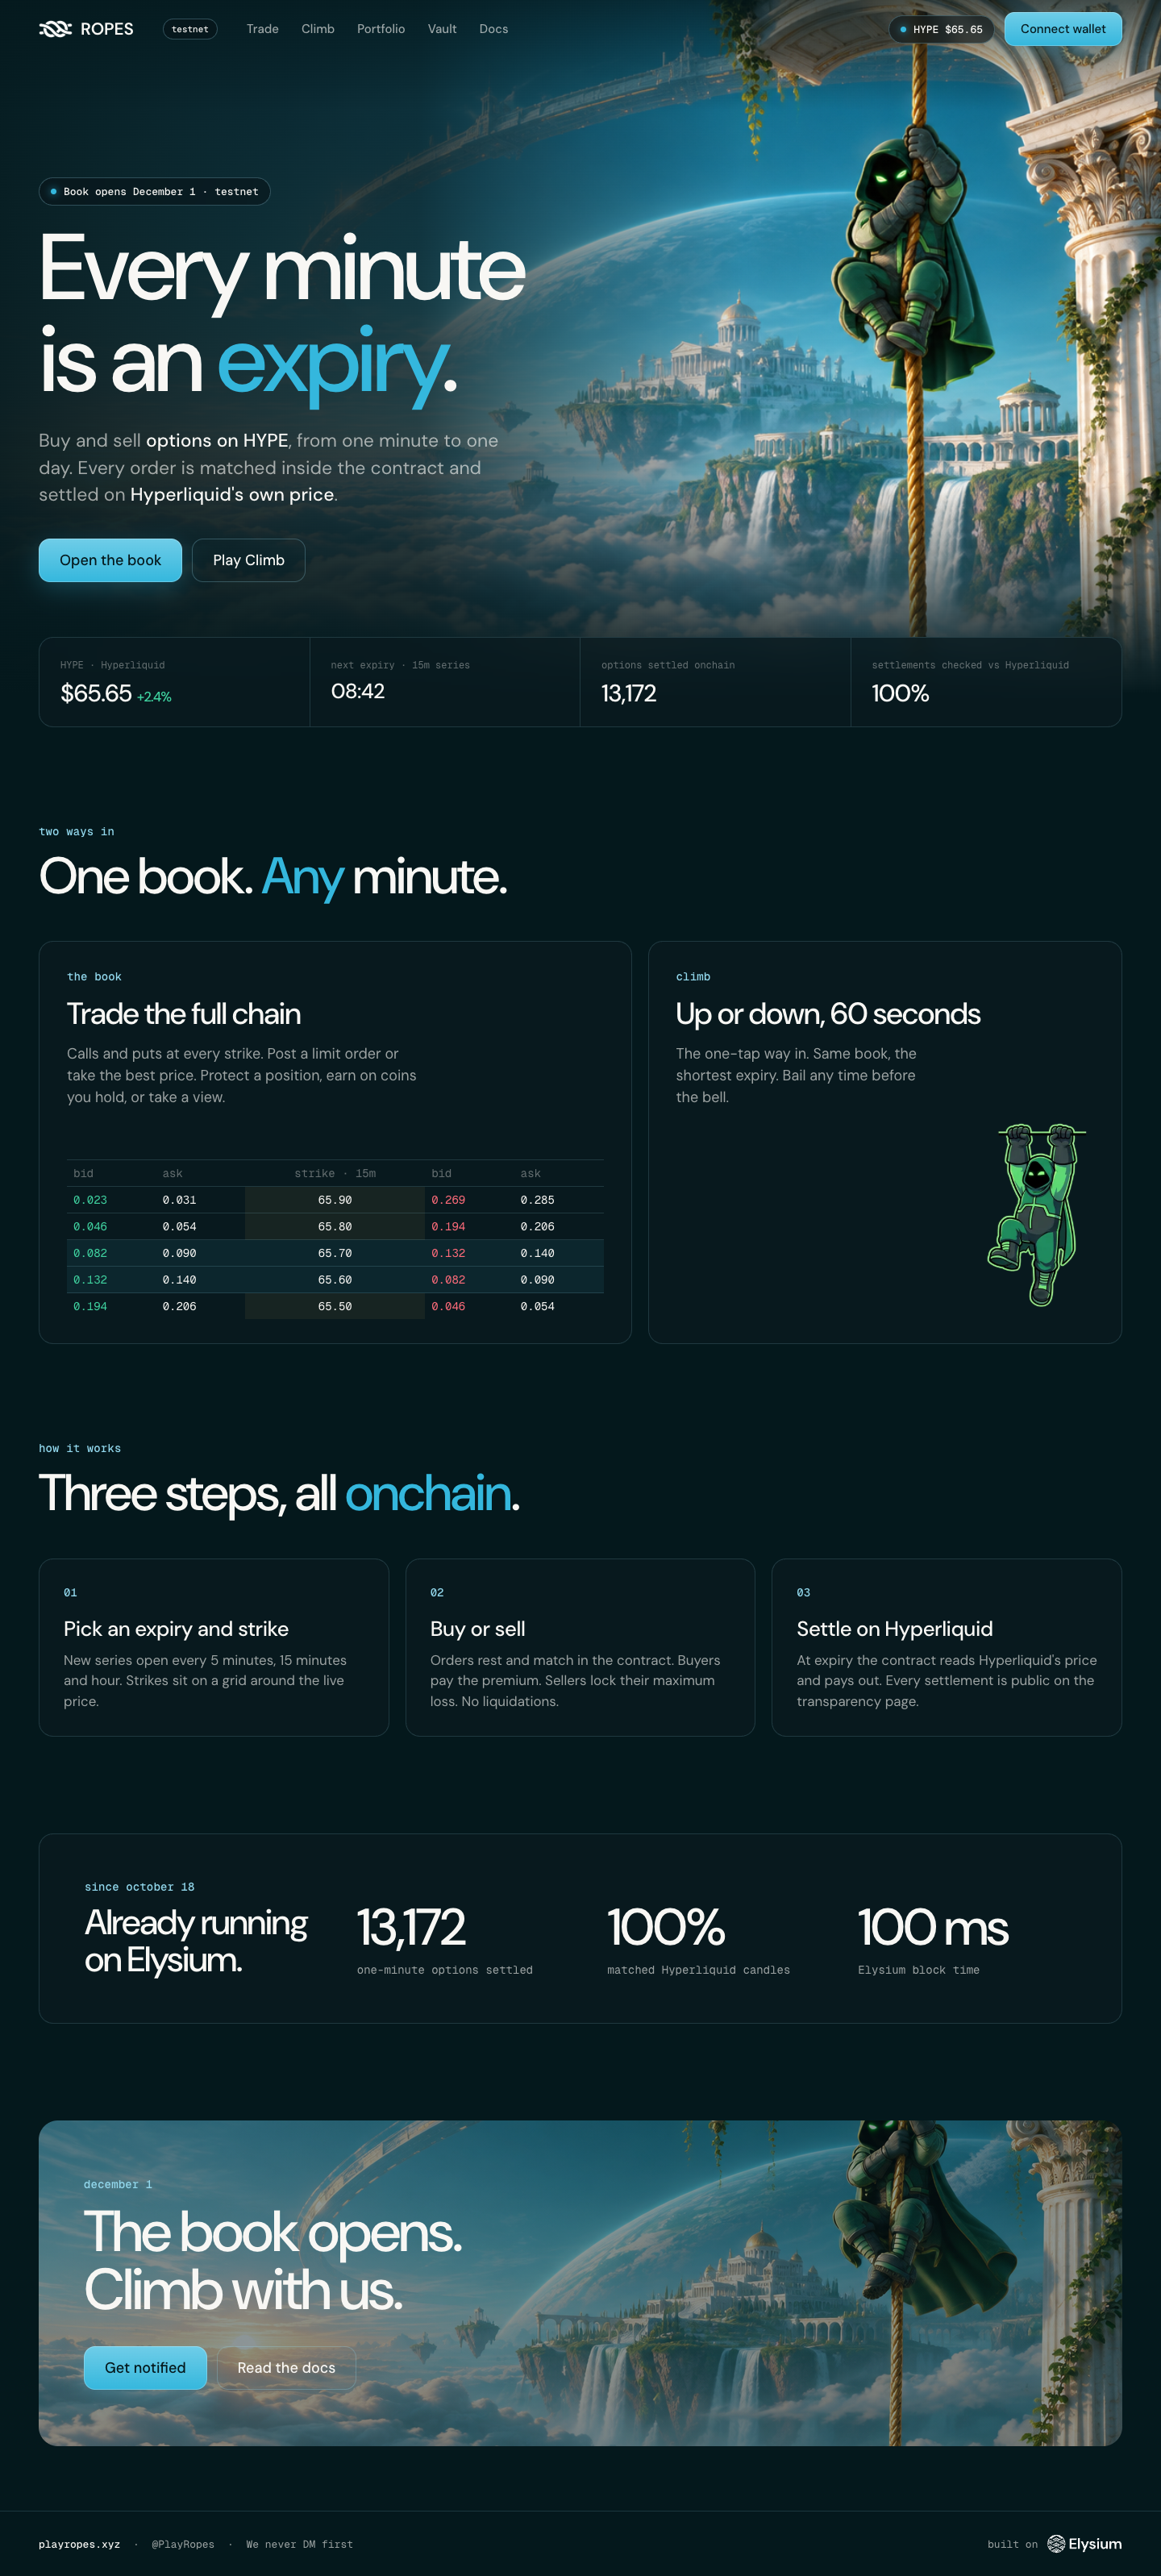 ROPES testnet Trade Climb Portfolio Vault Docs HYPE $65.65 Connect wallet
Book opens December 1 · testnet
Every minute
is an expiry.
Buy and sell options on HYPE, from one minute to one
day. Every order is matched inside the contract and
settled on Hyperliquid's own price.
Open the book Play Climb
HYPE · Hyperliquid
$65.65 +2.4%
next expiry · 15m series
08:42
options settled onchain
13,172
settlements checked vs Hyperliquid
100%
two ways in
One book. Any minute.
the book
Trade the full chain
Calls and puts at every strike. Post a limit order or
take the best price. Protect a position, earn on coins
you hold, or take a view.
bid ask strike · 15m bid ask
0.023 0.031 65.90 0.269 0.285
0.046 0.054 65.80 0.194 0.206
0.082 0.090 65.70 0.132 0.140
0.132 0.140 65.60 0.082 0.090
0.194 0.206 65.50 0.046 0.054
climb
Up or down, 60 seconds
The one-tap way in. Same book, the
shortest expiry. Bail any time before
the bell.
how it works
Three steps, all onchain.
01
Pick an expiry and strike
New series open every 5 minutes, 15 minutes
and hour. Strikes sit on a grid around the live
price.
02
Buy or sell
Orders rest and match in the contract. Buyers
pay the premium. Sellers lock their maximum
loss. No liquidations.
03
Settle on Hyperliquid
At expiry the contract reads Hyperliquid's price
and pays out. Every settlement is public on the
transparency page.
since october 18
Already running
on Elysium.
13,172
one-minute options settled
100%
matched Hyperliquid candles
100 ms
Elysium block time
december 1
The book opens.
Climb with us.
Get notified Read the docs
playropes.xyz · @PlayRopes · We never DM first
built on Elysium